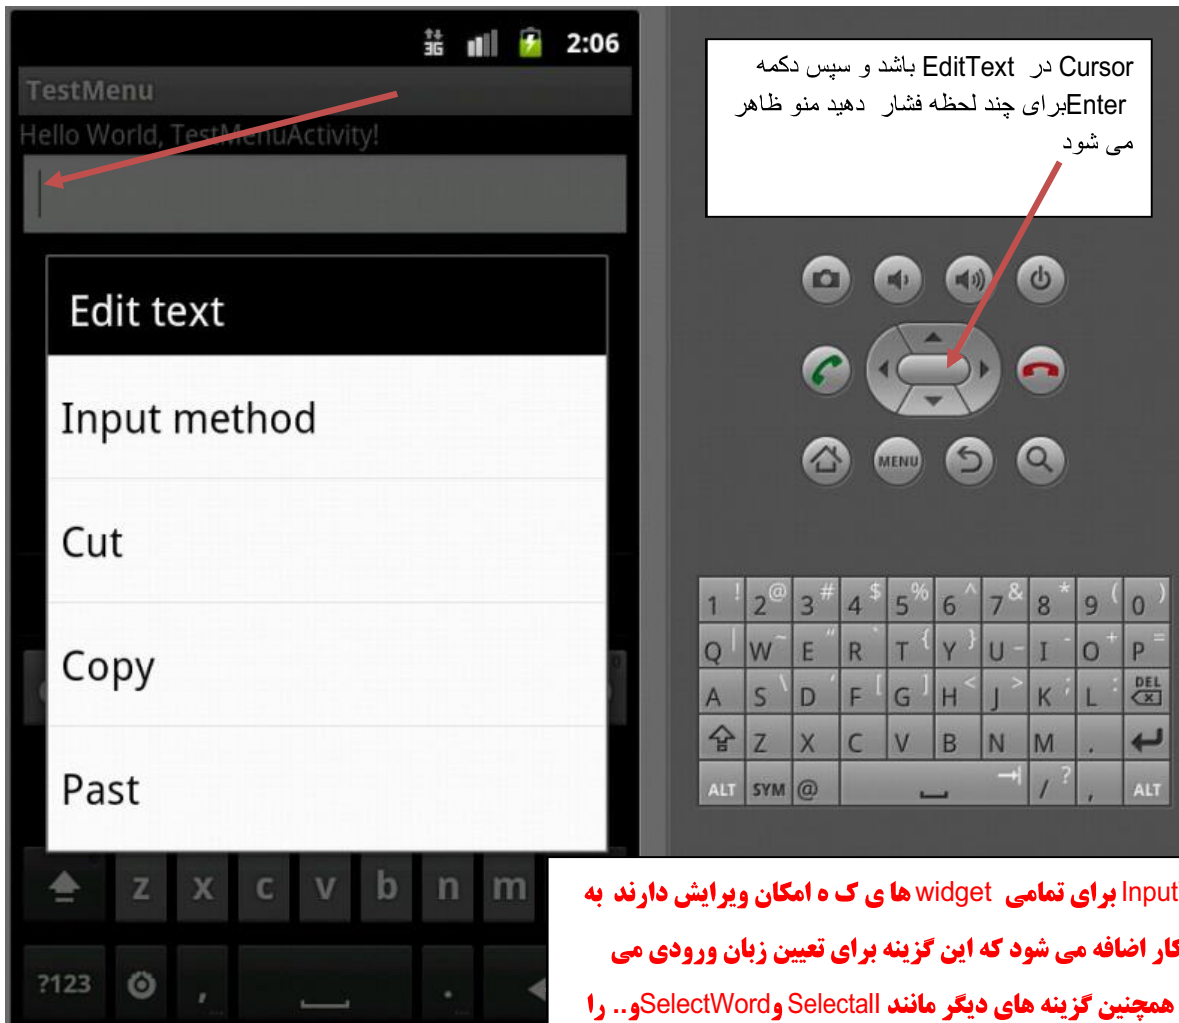 3G 2:06
TestMenu
Hello World, TestMenuActivity!
Edit text
Input method
Cut
Copy
Past
z x c v b n m
?123 , .
Cursor در EditText باشد و سپس دکمه
Enterبرای چند لحظه فشار دهید منو ظاهر
می شود
MENU
1 ! 2 @ 3 # 4 $ 5 % 6 ^ 7 & 8 * 9 ( 0 )
Q | W ~ E " R ` T { Y } U _ I - O + P =
A S \ D ' F [ G ] H < J > K ; L : DEL
Z X C V B N M .
ALT SYM @ / ? , ALT
Input برای تمامی widget ها ی ک ه امکان ویرایش دارند به
کار اضافه می شود که این گزینه برای تعیین زبان ورودی می
همچنین گزینه های دیگر مانند Selectall وSelectWordو.. را